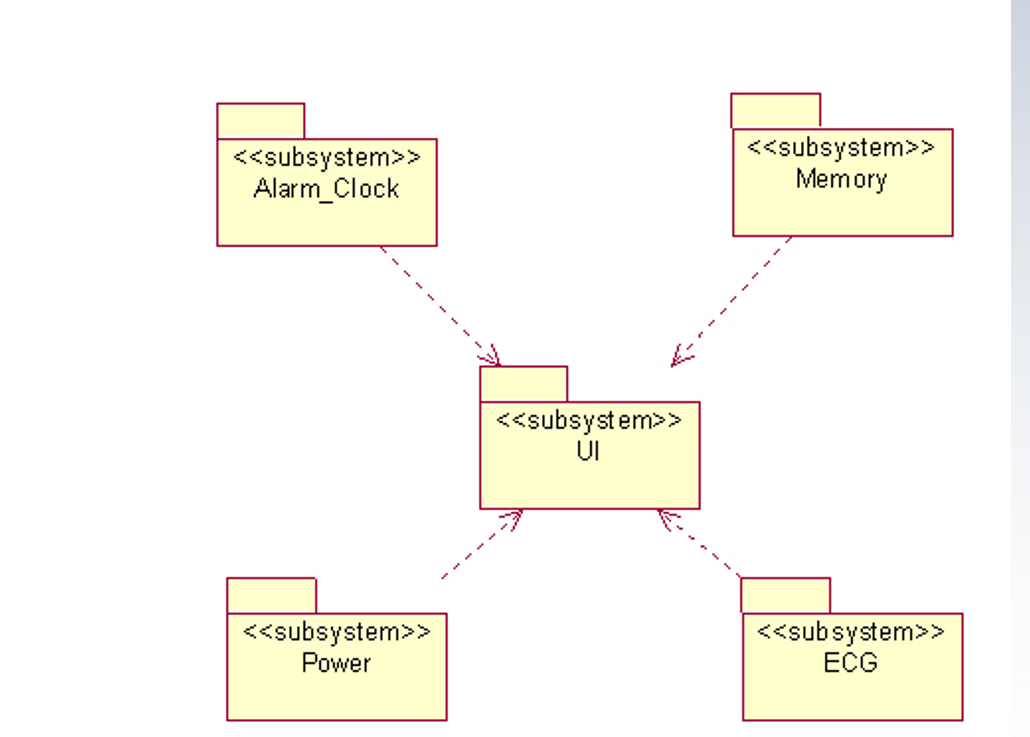 <<subsystem>>
Alarm_Clock
<<subsystem>>
Memory
<<subsystem>>
UI
<<subsystem>>
Power
<<subsystem>>
ECG